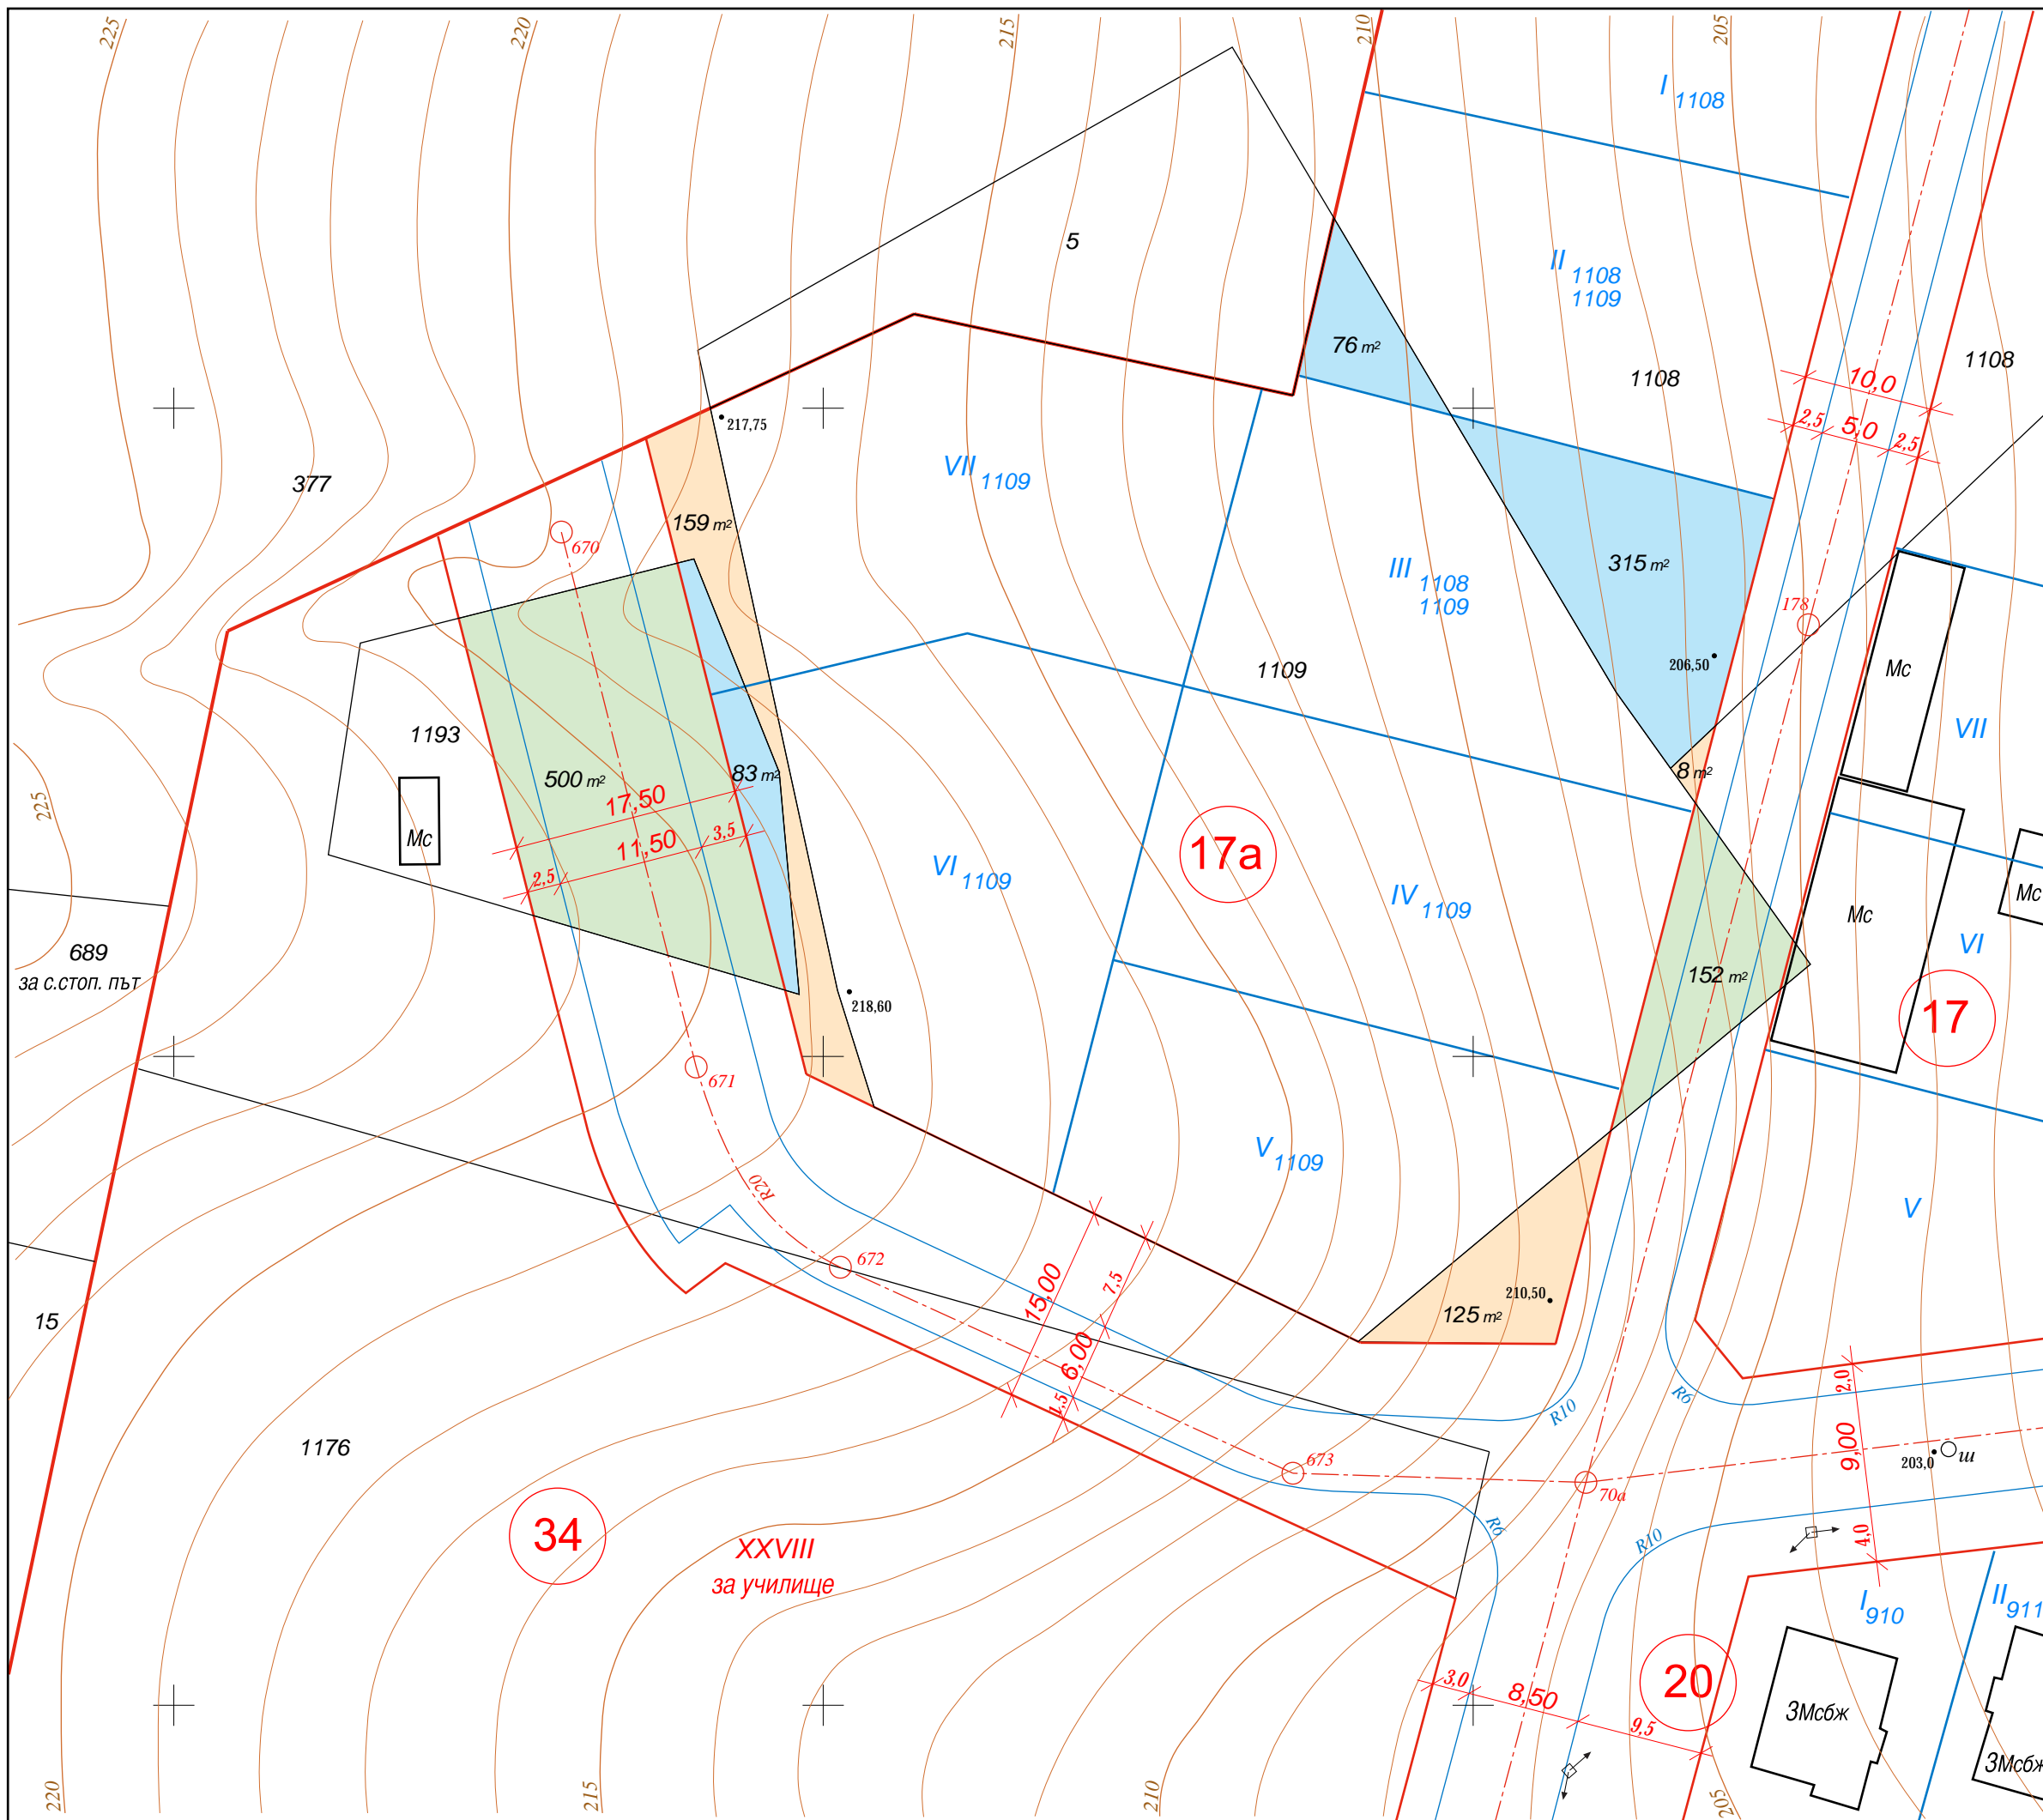 225
220
215
210
205
I 1108
5
II 1108
1109
76 m²
1108
1108
10,0
2,5
5,0
2,5
217,75
377
VII 1109
159 m²
670
315 m²
III 1108
1109
178
206,50
1109
Мс
VII
1193
500 m²
83 m²
8 m²
17,50
225
Мс
11,50
3,5
2,5
17а
VI 1109
IV 1109
Мс
Мс
VI
689
за с.стоп. път
152 m²
218,60
17
671
V 1109
R20
V
672
15,00
7,5
210,50
125 m²
15
6,00
1,5
R10
R6
2,0
1176
9,00
673
203,0
ш
70а
34
R6
R10
4,0
XXVIII
за училище
I 910
II 911
3,0
8,50
9,5
20
3Мсбж
3Мсбж
220
215
210
205